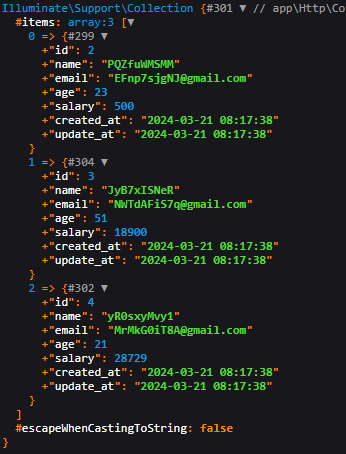 Illuminate\Support\Collection {#301 ▼ // app\Http\Co
#items: array:3 [▼
0 => {#299 ▼
+"id": 2
+"name": "PQZfuWMSMM"
+"email": "EFnp7sjgNJ@gmail.com"
+"age": 23
+"salary": 500
+"created_at": "2024-03-21 08:17:38"
+"update_at": "2024-03-21 08:17:38"
}
1 => {#304 ▼
+"id": 3
+"name": "JyB7xISNeR"
+"email": "NWTdAFiS7q@gmail.com"
+"age": 51
+"salary": 18900
+"created_at": "2024-03-21 08:17:38"
+"update_at": "2024-03-21 08:17:38"
}
2 => {#302 ▼
+"id": 4
+"name": "yR0sxyMvy1"
+"email": "MrMkG0iT8A@gmail.com"
+"age": 21
+"salary": 28729
+"created_at": "2024-03-21 08:17:38"
+"update_at": "2024-03-21 08:17:38"
}
]
#escapeWhenCastingToString: false
}